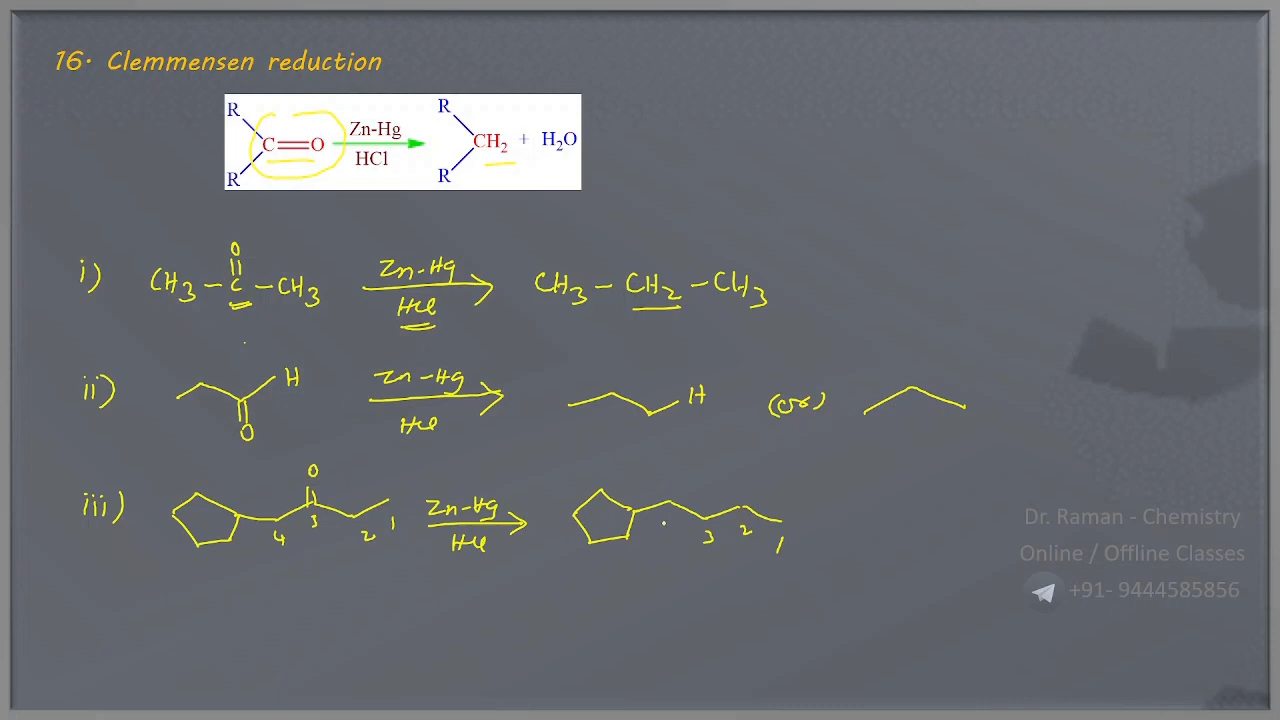 16. Clemmensen reduction
R
C=O
R
Zn-Hg
HCl
R
CH₂ + H₂O
R
i) CH₃ - C - CH₃
O
Zn-Hg
HCl
CH₃ - CH₂ - CH₃
ii) H
O
Zn-Hg
HCl
H (or)
iii) O
4 3 2 1
Zn-Hg
HCl
3 2 1
Dr. Raman - Chemistry
Online / Offline Classes
+91- 9444585856